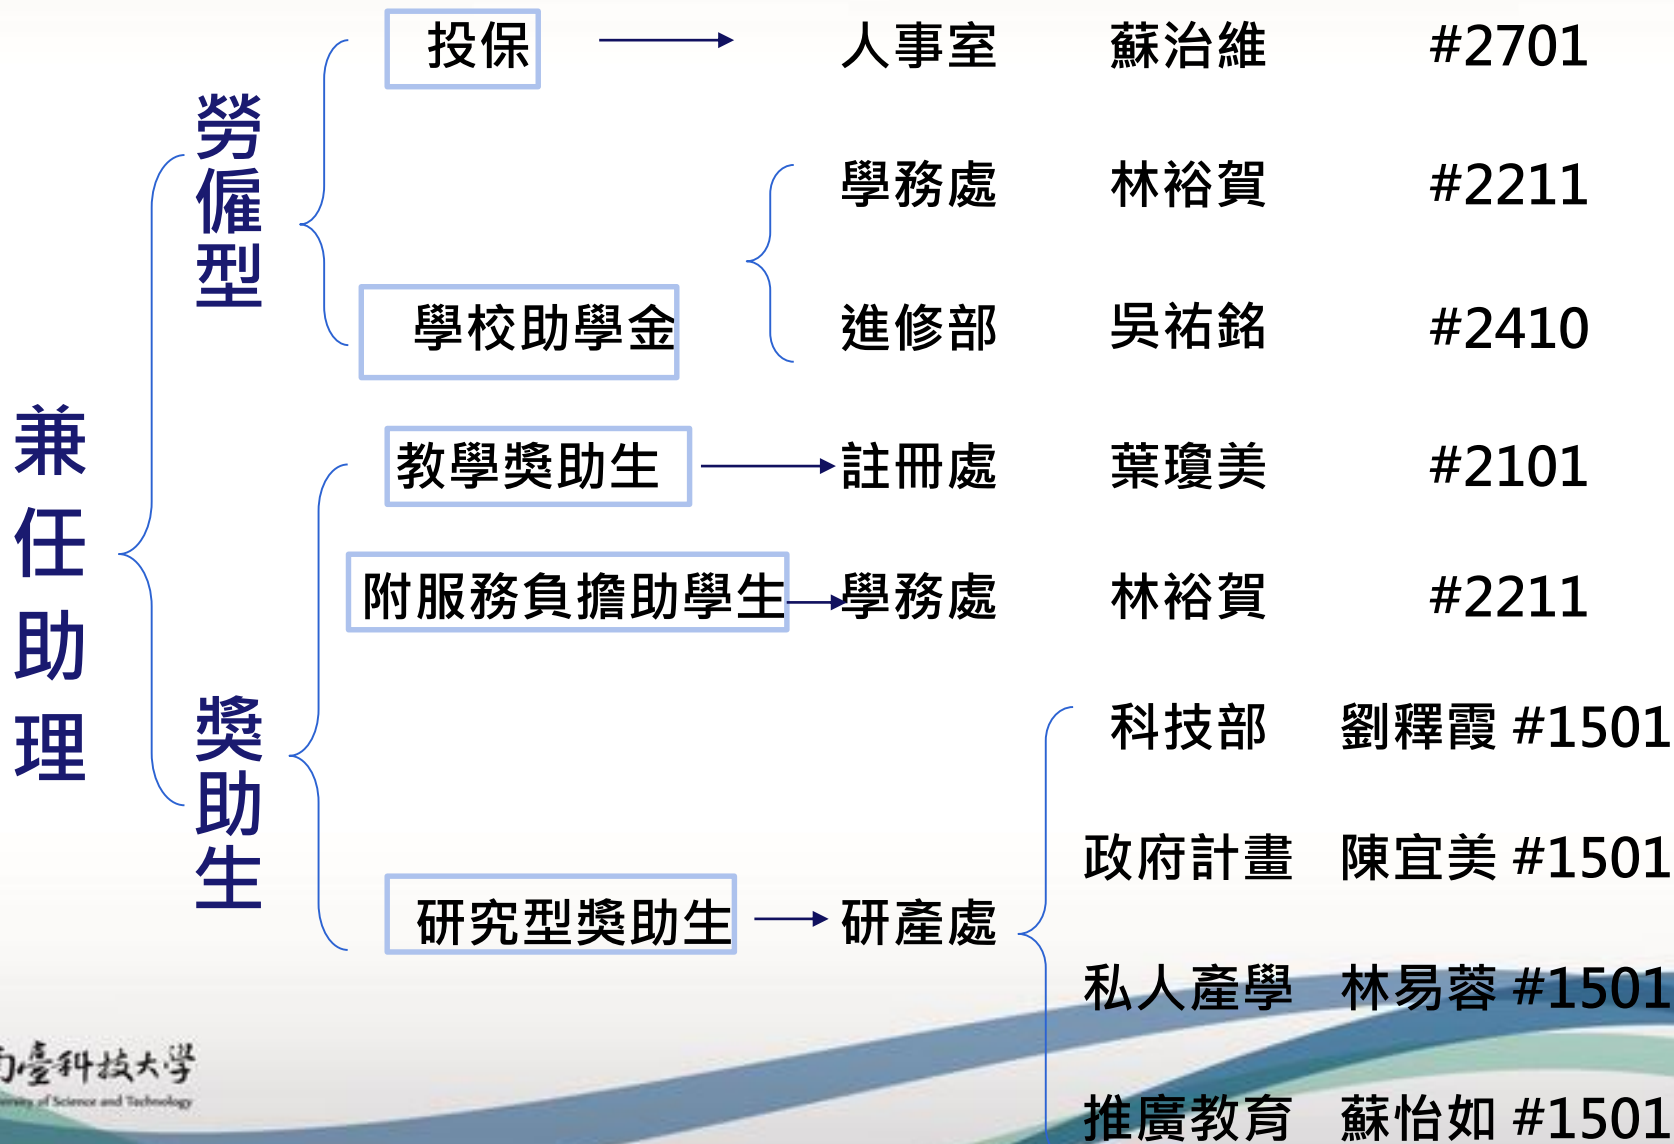 兼任助理
勞僱型
投保 人事室 蘇治維 #2701
學校助學金
學務處 林裕賀 #2211
進修部 吳祐銘 #2410
獎助生
教學獎助生 註冊處 葉瓊美 #2101
附服務負擔助學生 學務處 林裕賀 #2211
研究型獎助生 研產處
科技部 劉釋霞 #1501
政府計畫 陳宜美 #1501
私人產學 林易蓉 #1501
推廣教育 蘇怡如 #1501
南臺科技大學
of Science and Technology